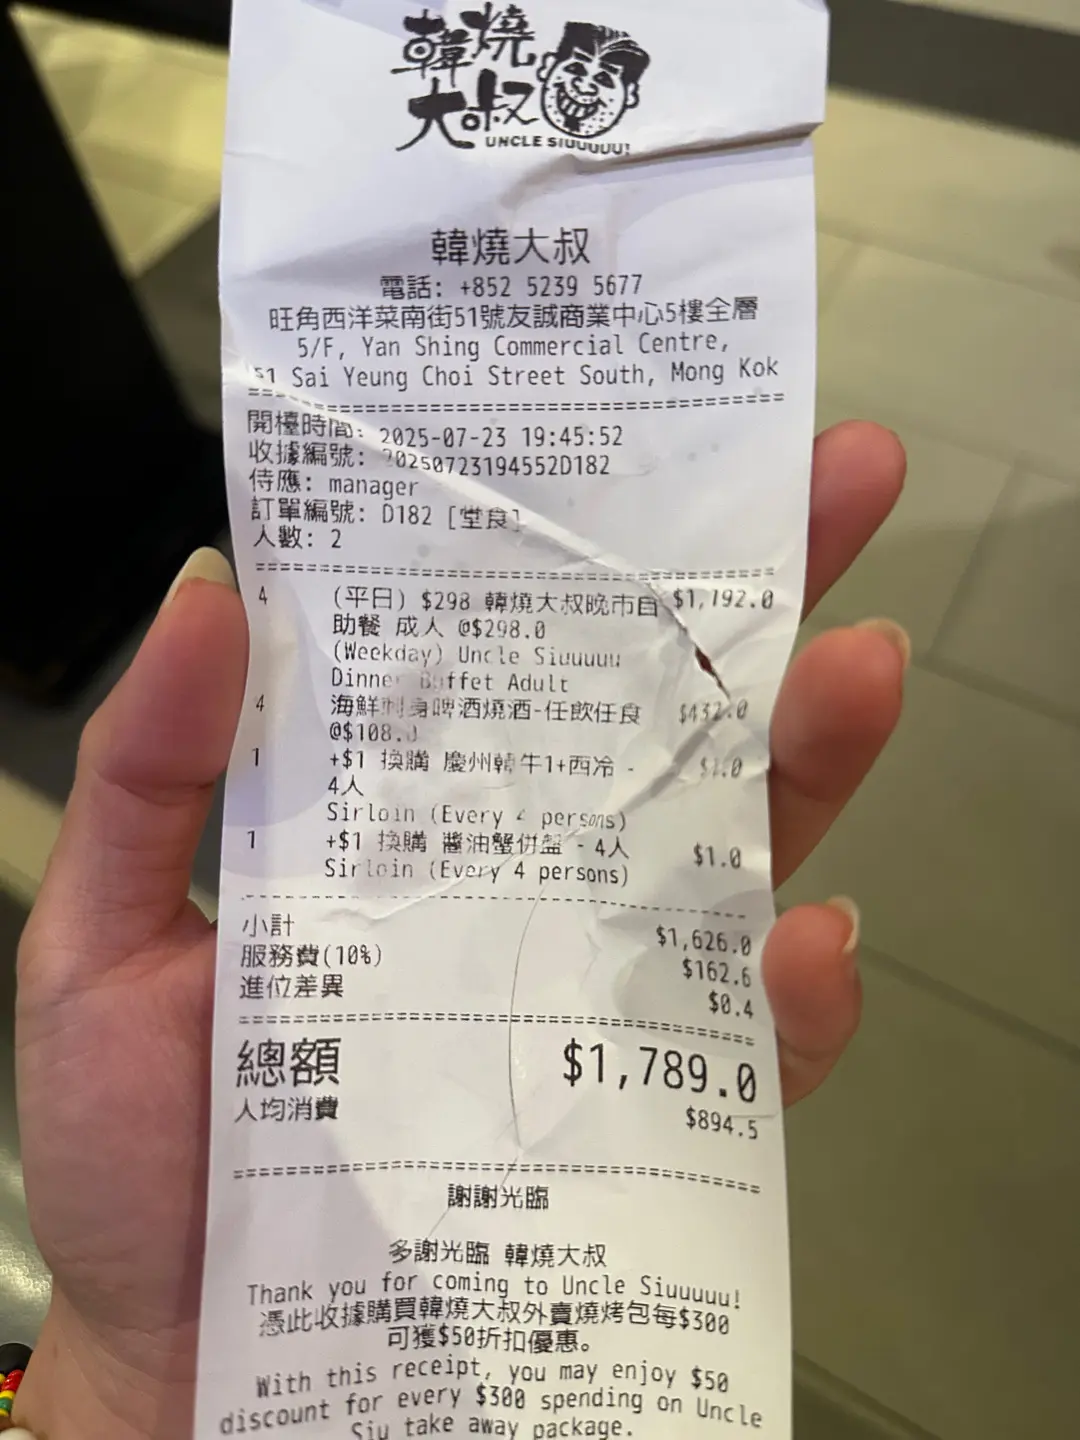 韓燒
大叔
UNCLE SIUUUUU!
韓燒大叔
電話: +852 5239 5677
旺角西洋菜南街51號友誠商業中心5樓全層
5/F, Yan Shing Commercial Centre,
51 Sai Yeung Choi Street South, Mong Kok
開檯時間: 2025-07-23 19:45:52
收據編號: 20250723194552D182
侍應: manager
訂單編號: D182 [堂食]
人數: 2
4 (平日) $298 韓燒大叔晚市自 $1,192.0
助餐 成人 @$298.0
(Weekday) Uncle Siuuuuu
Dinner Buffet Adult
4 海鮮刺身啤酒燒酒-任飲任食 $432.0
@$108.0
1 +$1 換購 慶州韓牛1+西冷 - $1.0
4人
Sirloin (Every 4 persons)
1 +$1 換購 醬油蟹併盤 - 4人 $1.0
Sirloin (Every 4 persons)
小計 $1,626.0
服務費(10%) $162.6
進位差異 $0.4
總額 $1,789.0
人均消費 $894.5
謝謝光臨
多謝光臨 韓燒大叔
Thank you for coming to Uncle Siuuuuu!
憑此收據購買韓燒大叔外賣燒烤包每$300
可獲$50折扣優惠。
With this receipt, you may enjoy $50
discount for every $300 spending on Uncle
Siu take away package.